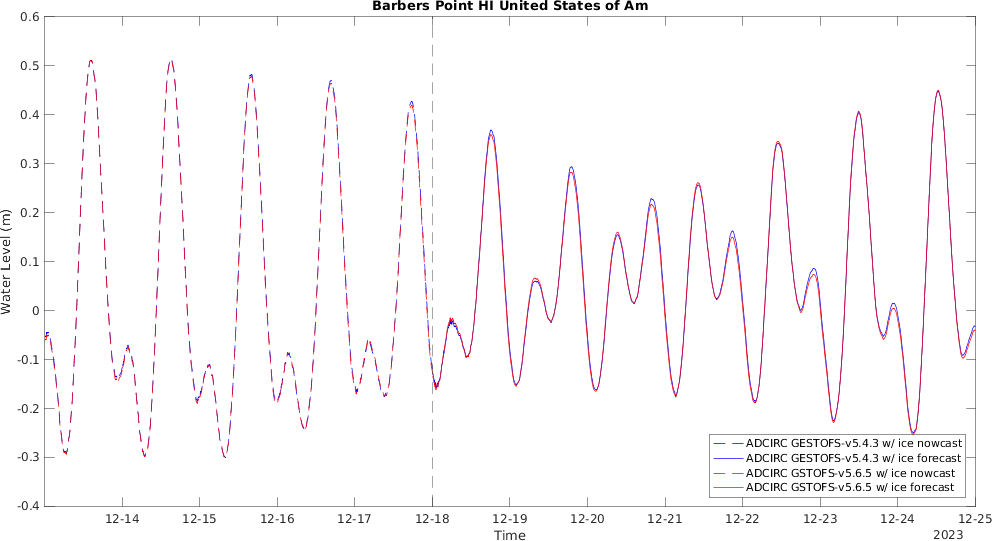 Barbers Point HI United States of Am
0.6
0.5
0.4
0.3
0.2
0.1
0
-0.1
-0.2
-0.3
-0.4
Water Level (m)
ADCIRC GESTOFS-v5.4.3 w/ ice nowcast
ADCIRC GESTOFS-v5.4.3 w/ ice forecast
ADCIRC GSTOFS-v5.6.5 w/ ice nowcast
ADCIRC GSTOFS-v5.6.5 w/ ice forecast
12-14 12-15 12-16 12-17 12-18 12-19 12-20 12-21 12-22 12-23 12-24 12-25
Time
2023